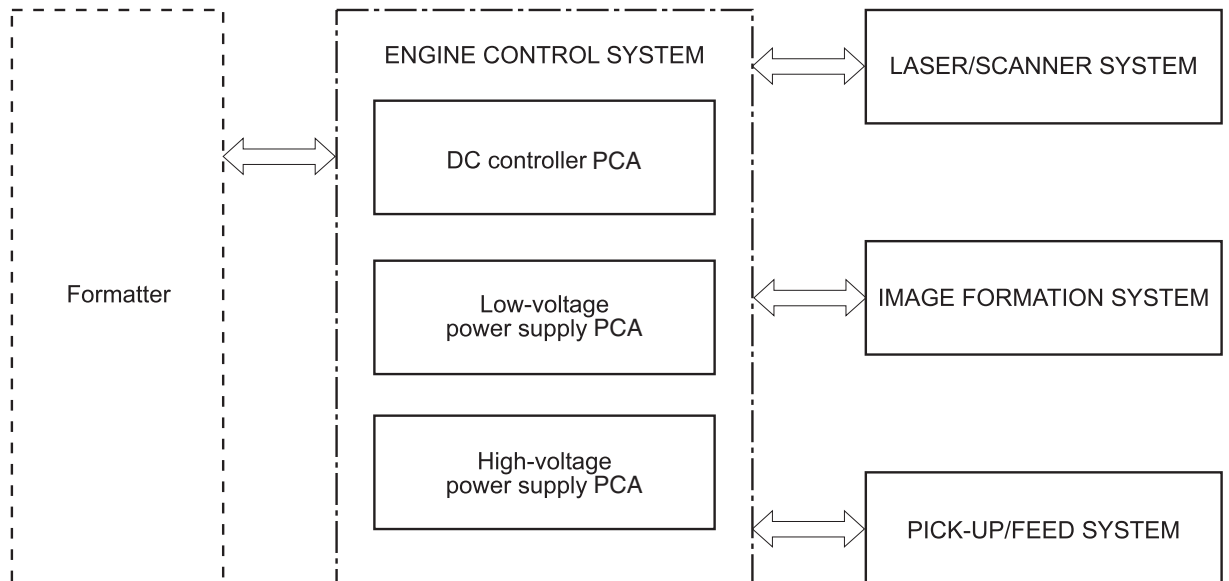 Formatter
ENGINE CONTROL SYSTEM
DC controller PCA
Low-voltage
power supply PCA
High-voltage
power supply PCA
LASER/SCANNER SYSTEM
IMAGE FORMATION SYSTEM
PICK-UP/FEED SYSTEM